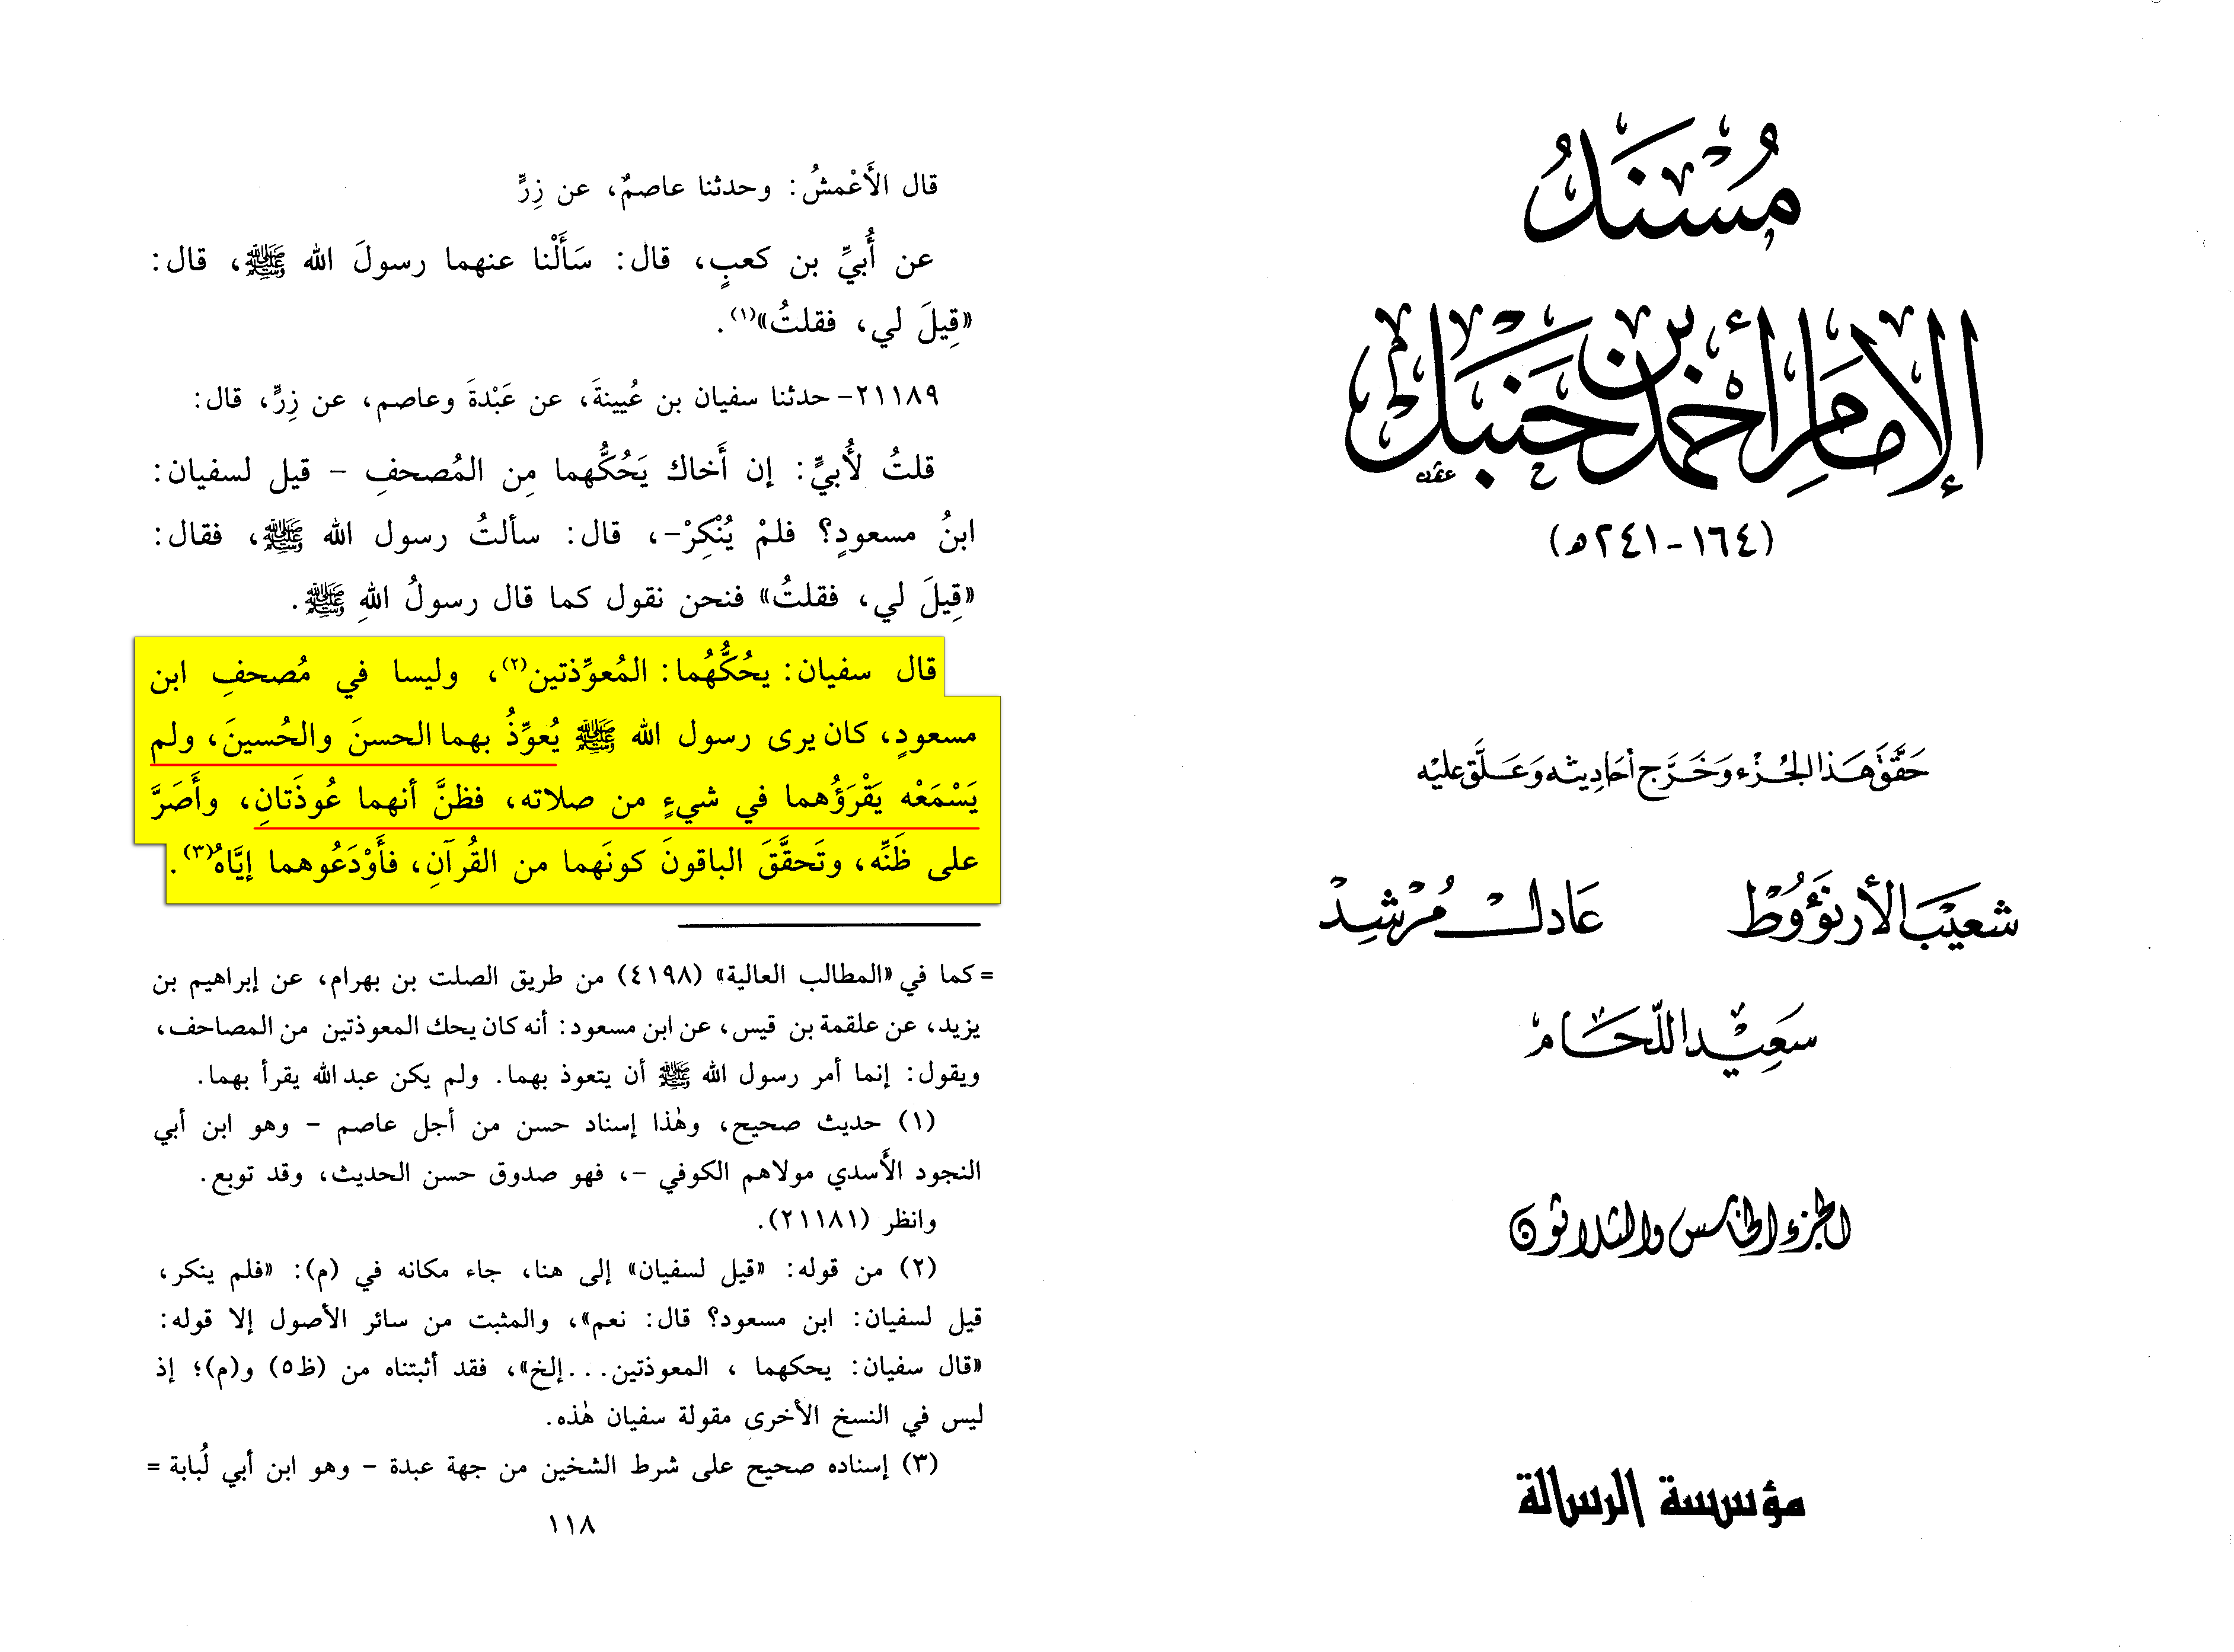 مُسْنَدُ
الإمَامِ أحْمَد بن حَنبَل
(١٦٤-٢٤١ﻫ)
حَقَّقَ هَذا الجُزْء وَخَرَّج أحَادِيثه وَعَلَّق عليْه
شعَيْب الأرنَؤُوط عَادل مُرْشِدْ
سَعِيْد اللّحَّام
الجزء الخامس والثلاثون
مؤسسة الرسالة
قال الأَعْمشُ: وحدثنا عاصمٌ، عن زِرٍّ
عن أُبيِّ بن كعبٍ، قال: سَأَلْنا عنهما رسولَ الله ﷺ، قال:
«قِيلَ لي، فقلتُ»(١).
٢١١٨٩- حدثنا سفيان بن عُيينةَ، عن عَبْدةَ وعاصم، عن زِرٍّ، قال:
قلتُ لأُبيٍّ: إن أَخاك يَحُكُّهما مِن المُصحفِ - قيل لسفيان:
ابنُ مسعودٍ؟ فلمْ يُنْكِرْ-، قال: سألتُ رسول الله ﷺ، فقال:
«قِيلَ لي، فقلتُ» فنحن نقول كما قال رسولُ اللهِ ﷺ.
قال سفيان: يحُكُّهُما: المُعوِّذتين(٢)، وليسا في مُصحفِ ابن
مسعودٍ، كان يرى رسول الله ﷺ يُعوِّذُ بهما الحسنَ والحُسينَ، ولم
يَسْمَعْه يَقْرَؤُهما في شيءٍ من صلاته، فظنَّ أنهما عُوذَتانِ، وأَصَرَّ
على ظَنِّه، وتَحقَّقَ الباقونَ كونَهما من القُرآنِ، فأَوْدَعُوهما إيَّاهُ(٣).
= كما في «المطالب العالية» (٤١٩٨) من طريق الصلت بن بهرام، عن إبراهيم بن
يزيد، عن علقمة بن قيس، عن ابن مسعود: أنه كان يحك المعوذتين من المصاحف،
ويقول: إنما أمر رسول الله ﷺ أن يتعوذ بهما. ولم يكن عبد الله يقرأ بهما.
(١) حديث صحيح، وهٰذا إسناد حسن من أجل عاصم - وهو ابن أبي
النجود الأَسدي مولاهم الكوفي -، فهو صدوق حسن الحديث، وقد توبع.
وانظر (٢١١٨١).
(٢) من قوله: «قيل لسفيان» إلى هنا، جاء مكانه في (م): «فلم ينكر،
قيل لسفيان: ابن مسعود؟ قال: نعم»، والمثبت من سائر الأصول إلا قوله:
«قال سفيان: يحكهما ، المعوذتين...إلخ»، فقد أثبتناه من (ظ٥) و(م)؛ إذ
ليس في النسخ الأخرى مقولة سفيان هٰذه.
(٣) إسناده صحيح على شرط الشخين من جهة عبدة - وهو ابن أبي لُبابة =
١١٨